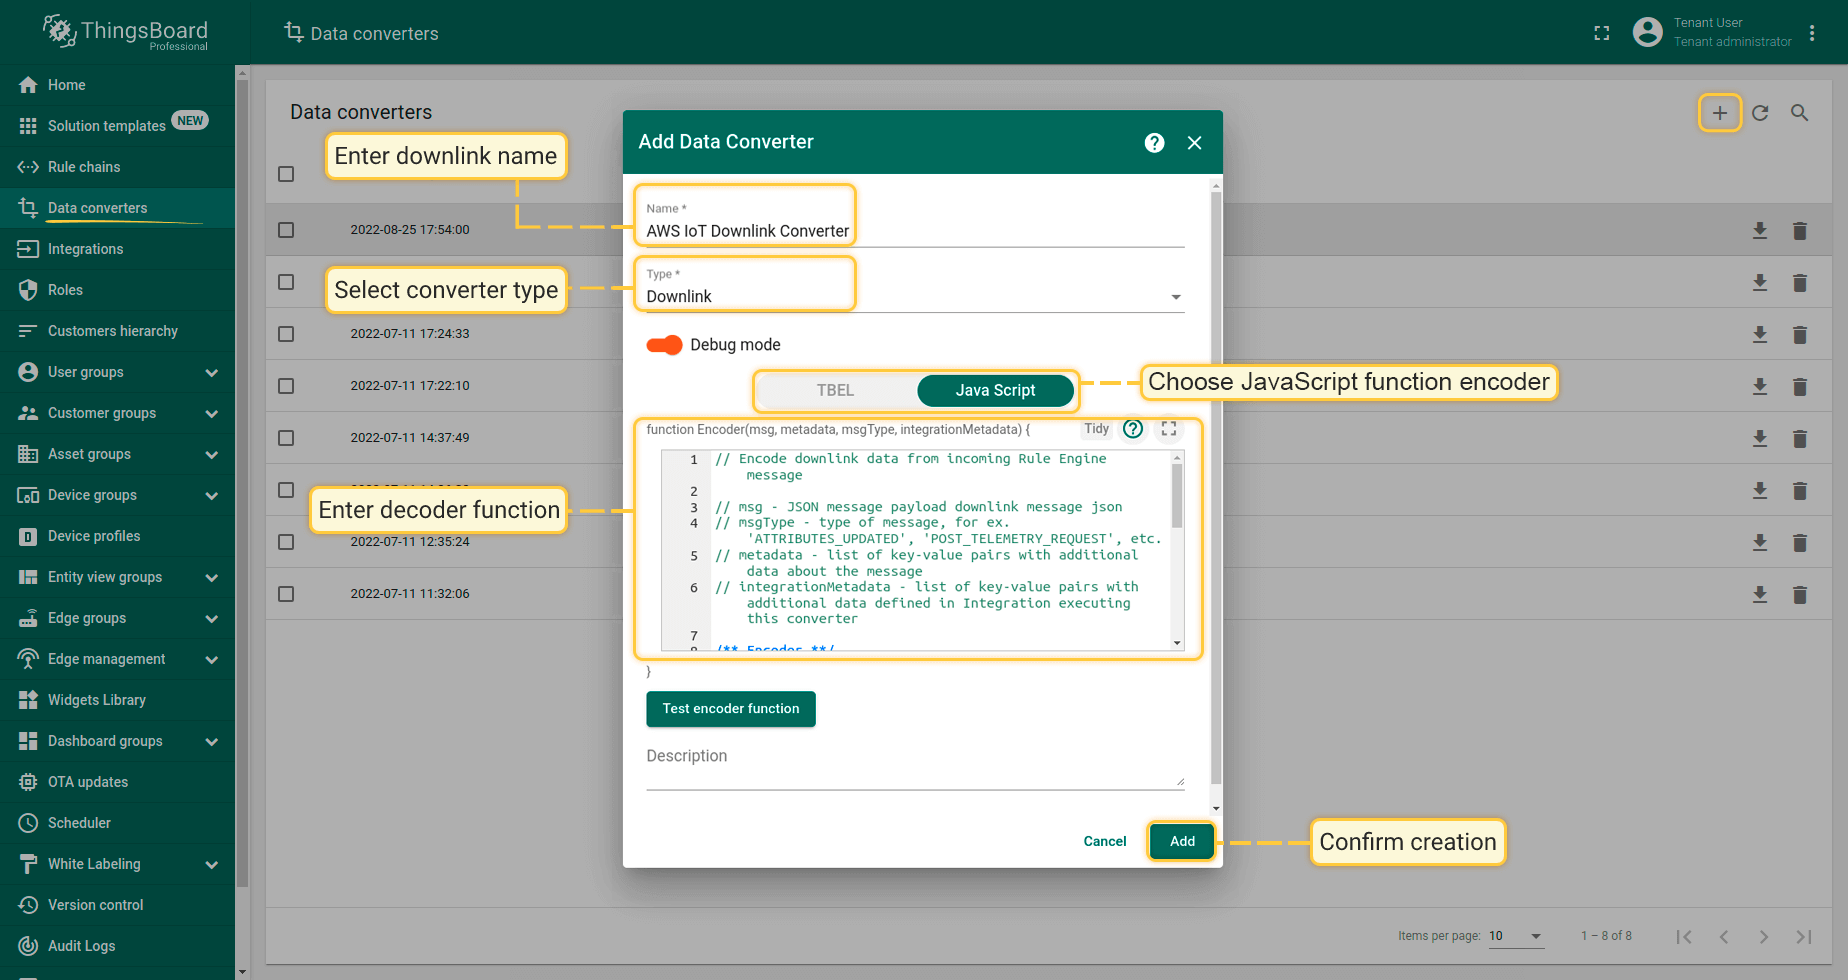 ThingsBoard
Professional
Data converters
Tenant User
Tenant administrator
Home
Solution templates
NEW
Rule chains
Data converters
Integrations
Roles
Customers hierarchy
User groups
Customer groups
Asset groups
Device groups
Device profiles
Entity view groups
Edge groups
Edge management
Widgets Library
Dashboard groups
OTA updates
Scheduler
White Labeling
Version control
Audit Logs
Data converters
2022-08-25 17:54:00
2022-07-11 17:24:33
2022-07-11 17:22:10
2022-07-11 14:37:49
2022-07-11 12:35:24
2022-07-11 11:32:06
Enter downlink name
Select converter type
Enter decoder function
Add Data Converter
Name *
AWS IoT Downlink Converter
Type *
Downlink
Debug mode
TBEL
Java Script
Choose JavaScript function encoder
function Encoder(msg, metadata, msgType, integrationMetadata) {
Tidy
1 // Encode downlink data from incoming Rule Engine
message
2
3 // msg - JSON message payload downlink message json
4 // msgType - type of message, for ex.
'ATTRIBUTES_UPDATED', 'POST_TELEMETRY_REQUEST', etc.
5 // metadata - list of key-value pairs with additional
data about the message
6 // integrationMetadata - list of key-value pairs with
additional data defined in Integration executing
this converter
7
8 /** Encoder **/
}
Test encoder function
Description
Cancel
Add
Confirm creation
Items per page:
10
1 – 8 of 8